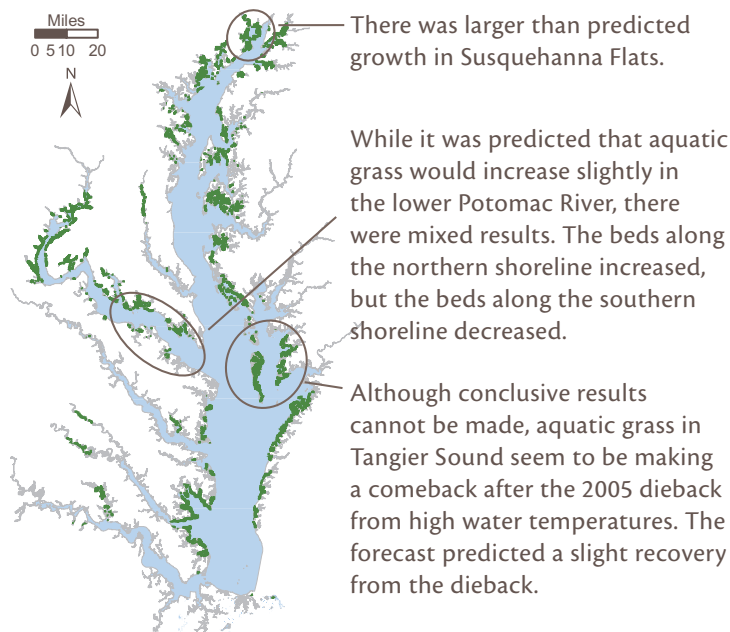 Miles
0 5 10 20
N
There was larger than predicted
growth in Susquehanna Flats.
While it was predicted that aquatic
grass would increase slightly in
the lower Potomac River, there
were mixed results. The beds along
the northern shoreline increased,
but the beds along the southern
shoreline decreased.
Although conclusive results
cannot be made, aquatic grass in
Tangier Sound seem to be making
a comeback after the 2005 dieback
from high water temperatures. The
forecast predicted a slight recovery
from the dieback.